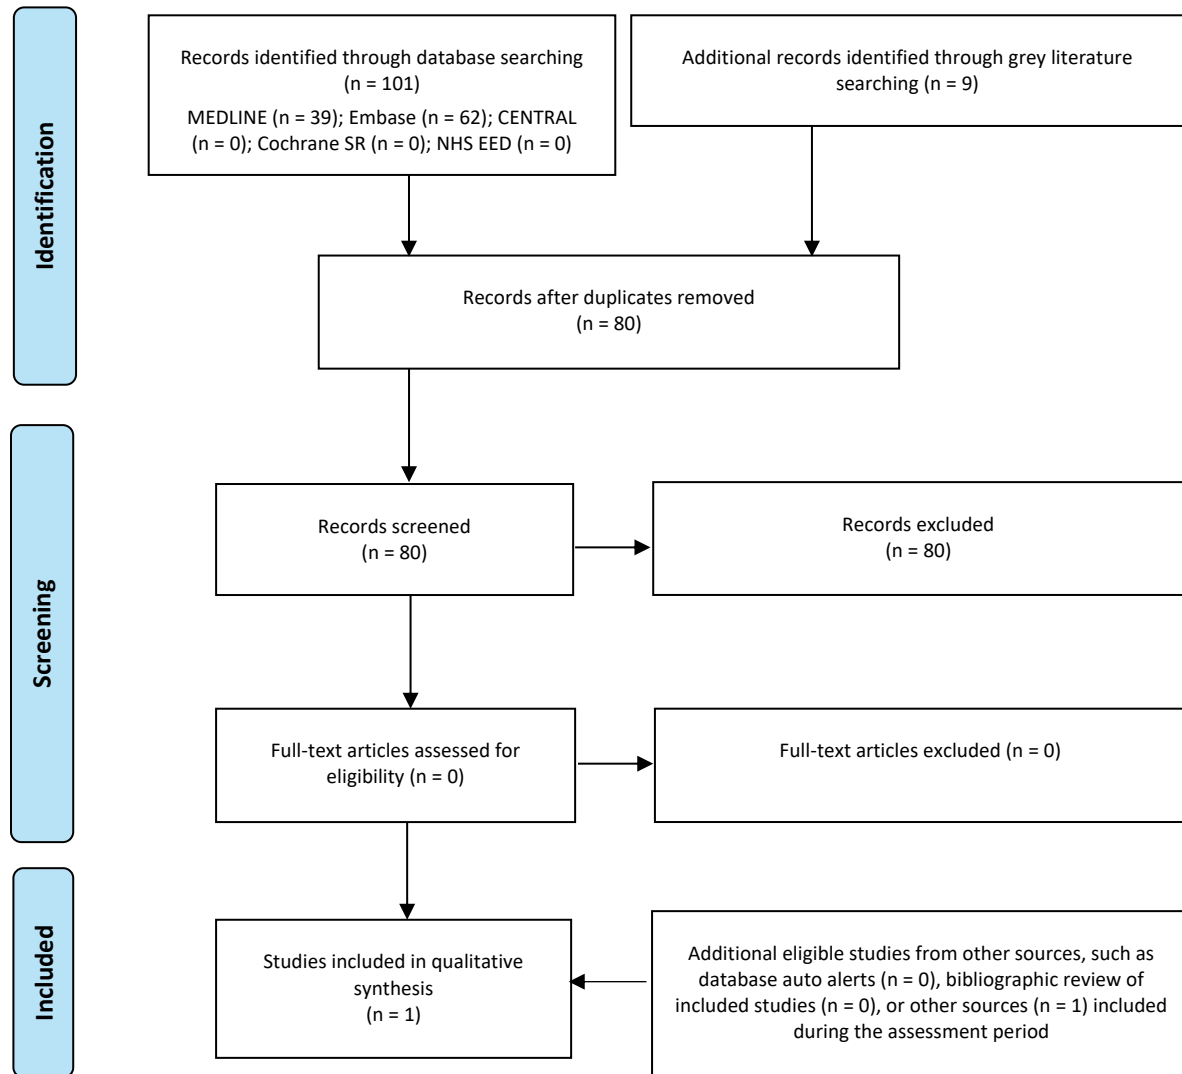 Identification
Records identified through database searching
(n = 101)
MEDLINE (n = 39); Embase (n = 62); CENTRAL
(n = 0); Cochrane SR (n = 0); NHS EED (n = 0)
Additional records identified through grey literature
searching (n = 9)
Records after duplicates removed
(n = 80)
Screening
Records screened
(n = 80)
Records excluded
(n = 80)
Full-text articles assessed for
eligibility (n = 0)
Full-text articles excluded (n = 0)
Included
Studies included in qualitative
synthesis
(n = 1)
Additional eligible studies from other sources, such as
database auto alerts (n = 0), bibliographic review of
included studies (n = 0), or other sources (n = 1) included
during the assessment period